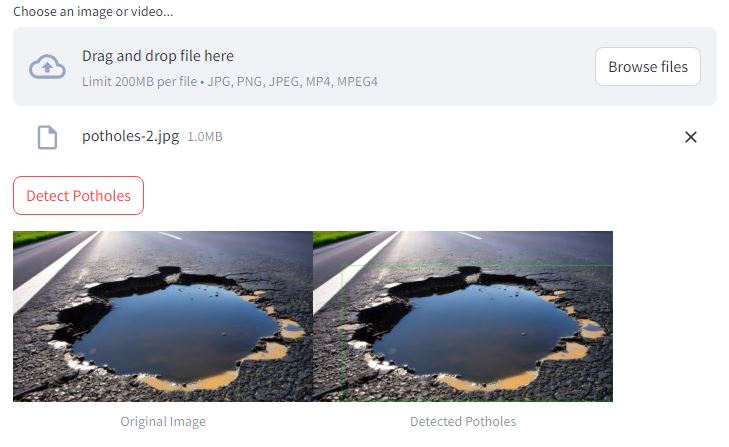 Choose an image or video...
Drag and drop file here
Limit 200MB per file • JPG, PNG, JPEG, MP4, MPEG4
Browse files
potholes-2.jpg 1.0MB
Detect Potholes
Original Image
Detected Potholes